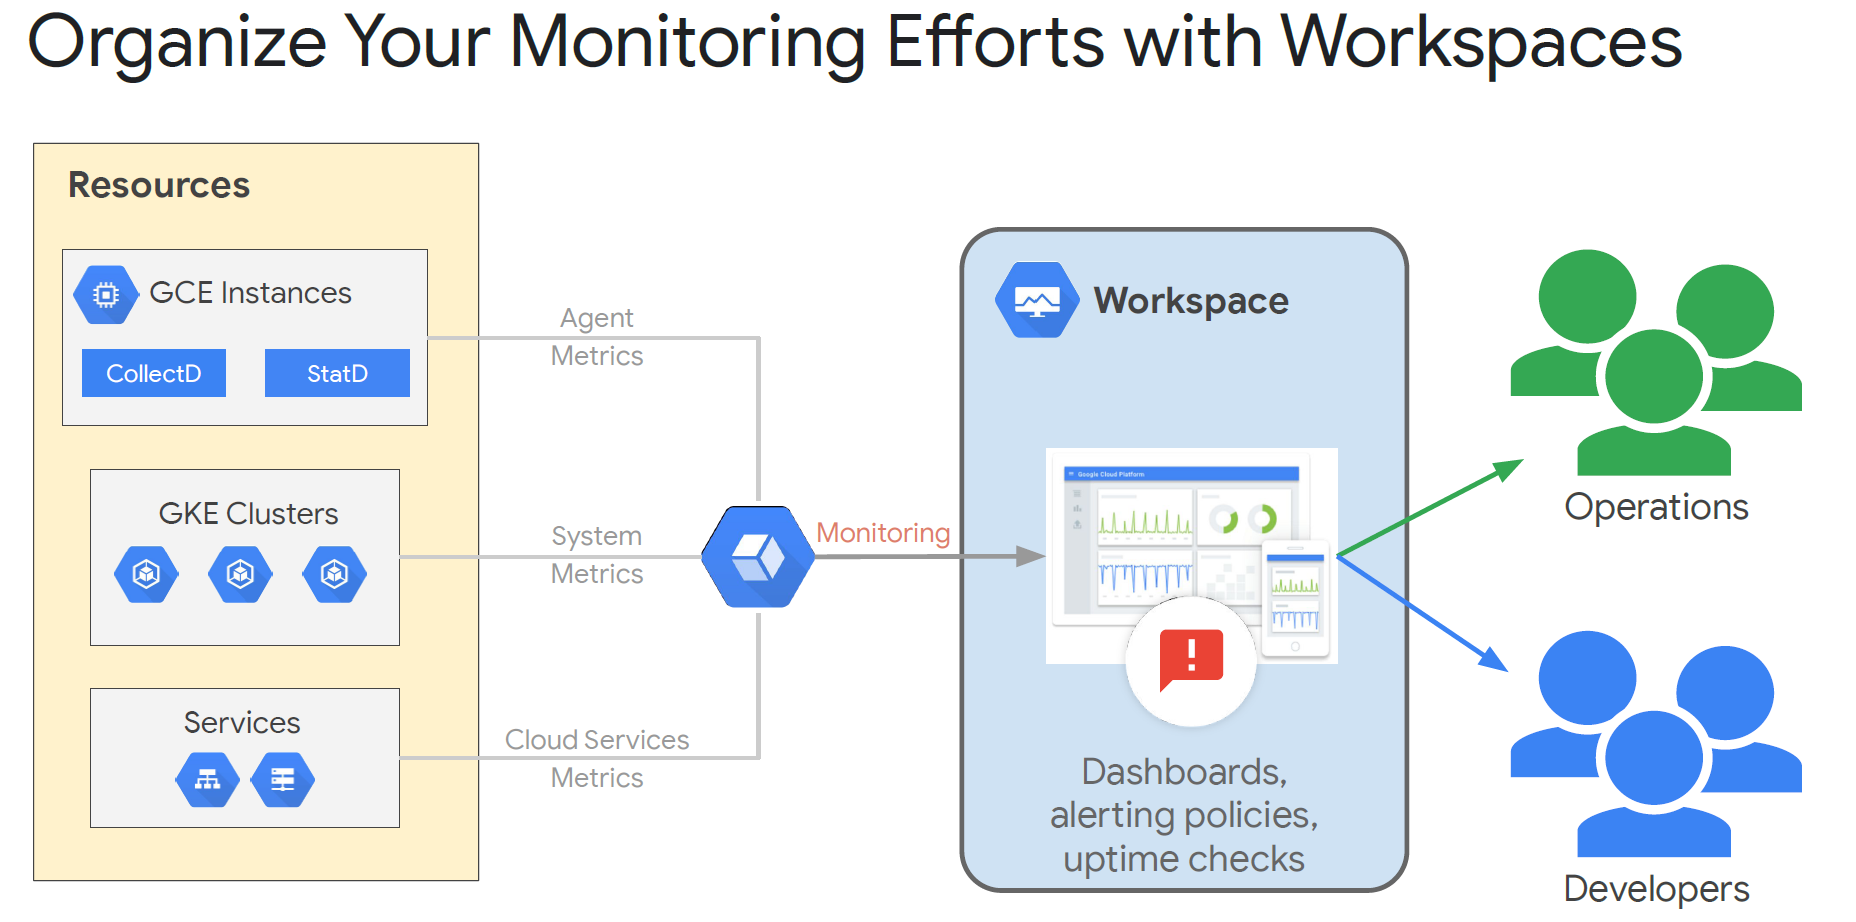 Organize Your Monitoring Efforts with Workspaces
Resources
GCE Instances
CollectD
StatD
GKE Clusters
Services
Agent
Metrics
System
Metrics
Cloud Services
Metrics
Monitoring
Workspace
Google Cloud Platform
Dashboards,
alerting policies,
uptime checks
Operations
Developers